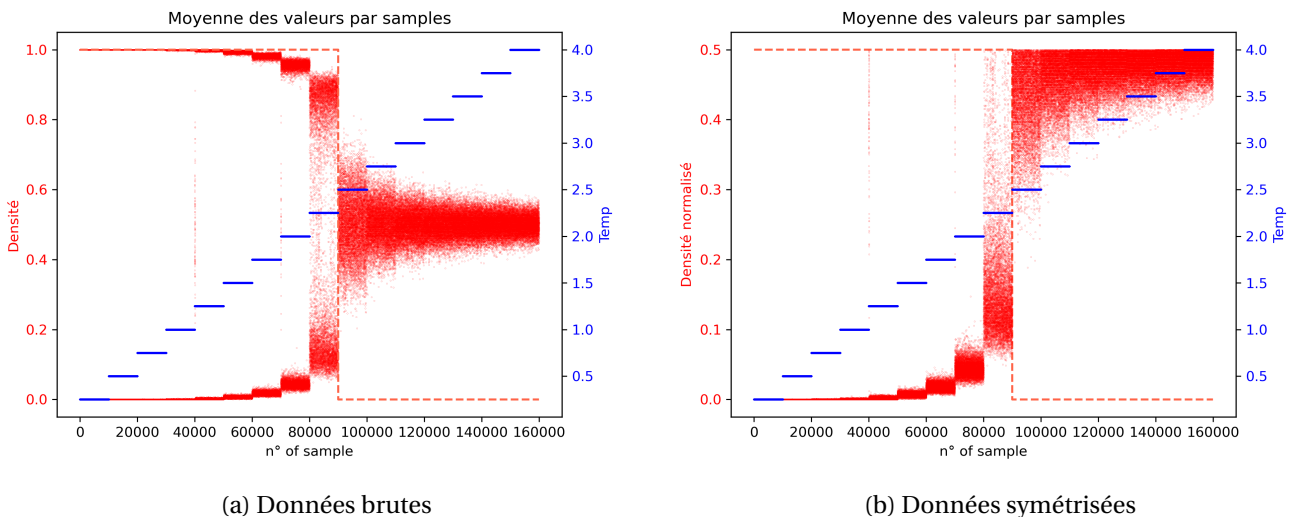 Moyenne des valeurs par samples
1.0
0.8
0.6
0.4
0.2
0.0
Densité
4.0
3.5
3.0
2.5
2.0
1.5
1.0
0.5
Temp
0 20000 40000 60000 80000 100000 120000 140000 160000
n° of sample
(a) Données brutes
Moyenne des valeurs par samples
0.5
0.4
0.3
0.2
0.1
0.0
Densité normalisé
4.0
3.5
3.0
2.5
2.0
1.5
1.0
0.5
Temp
0 20000 40000 60000 80000 100000 120000 140000 160000
n° of sample
(b) Données symétrisées